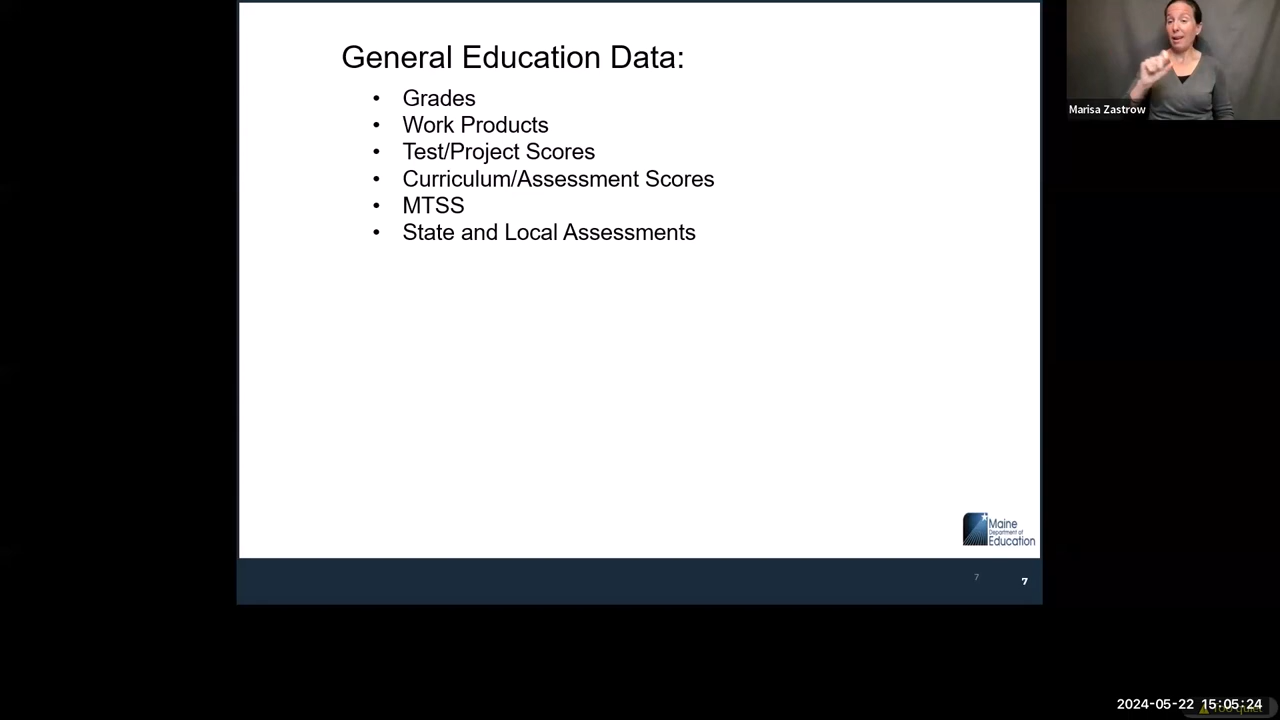 General Education Data:
• Grades
• Work Products
• Test/Project Scores
• Curriculum/Assessment Scores
• MTSS
• State and Local Assessments
Marisa Zastrow
Maine
Department of
Education
7
7
2024-05-22 15:05:24